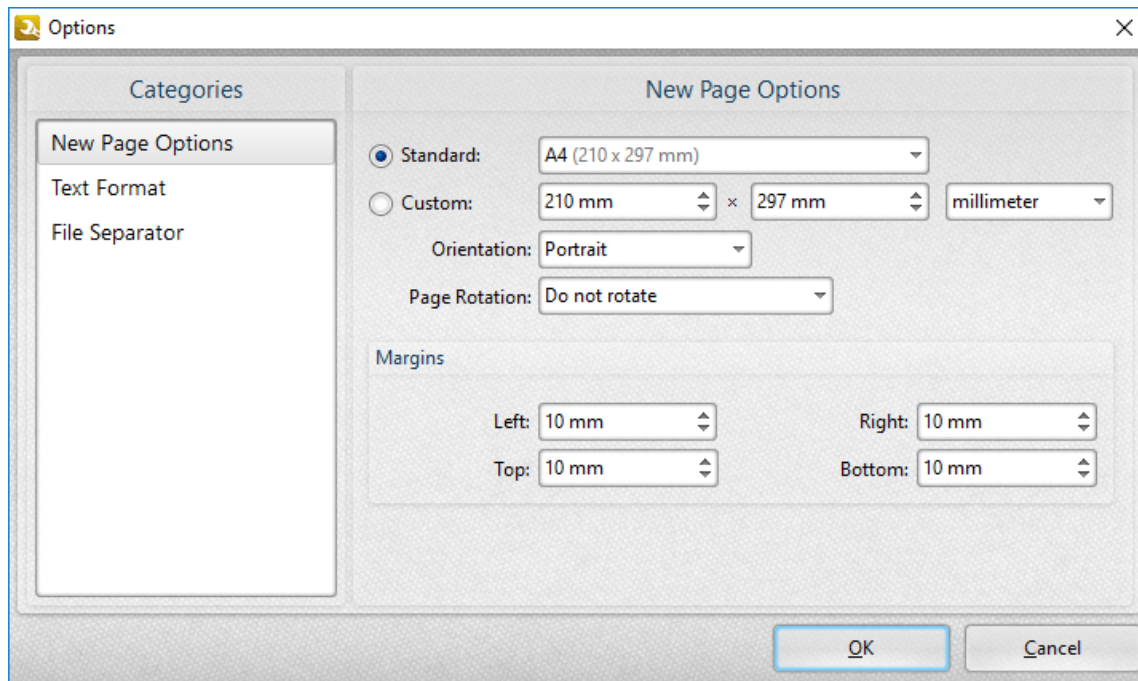 Options
Categories
New Page Options
Text Format
File Separator
New Page Options
Standard: A4 (210 x 297 mm)
Custom: 210 mm × 297 mm millimeter
Orientation: Portrait
Page Rotation: Do not rotate
Margins
Left: 10 mm Right: 10 mm
Top: 10 mm Bottom: 10 mm
OK Cancel